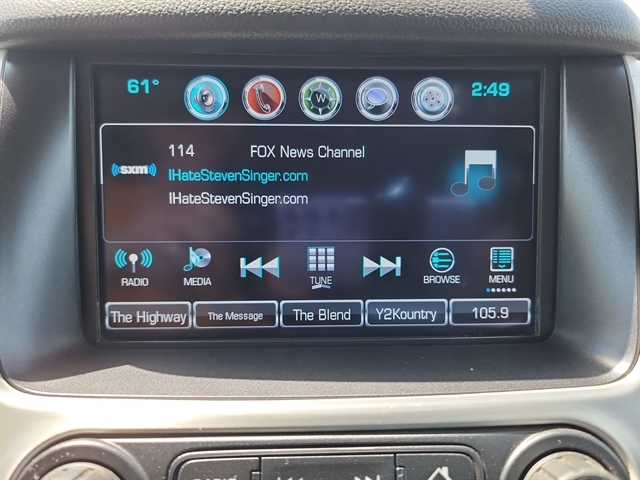 61° 2:49
W
114 FOX News Channel
((sxm))
IHateStevenSinger.com
IHateStevenSinger.com
RADIO MEDIA TUNE BROWSE MENU
The Highway The Message The Blend Y2Kountry 105.9
RADIO